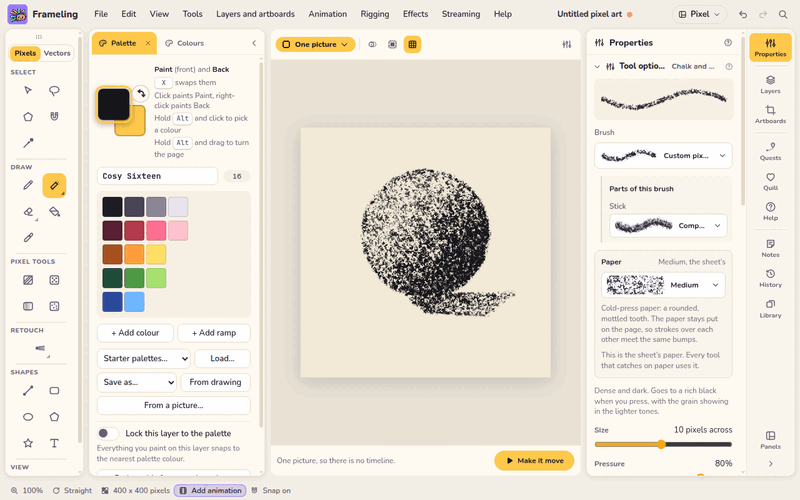 Frameling
File Edit View Tools Layers and artboards Animation Rigging Effects Streaming Help
Untitled pixel art
Pixel
Pixels Vectors
SELECT
DRAW
PIXEL TOOLS
RETOUCH
SHAPES
VIEW
Palette
Colours
Paint (front) and Back
X swaps them
Click paints Paint, right-
click paints Back
Hold Alt and click to pick
a colour
Hold Alt and drag to turn
the page
Cosy Sixteen 16
+ Add colour + Add ramp
Starter palettes... Load...
Save as... From drawing
From a picture...
Lock this layer to the palette
Everything you paint on this layer snaps to
the nearest palette colour.
One picture
One picture, so there is no timeline.
Make it move
Properties
Tool optio... Chalk and ...
Brush
Custom pix...
Parts of this brush
Stick
Comp...
Paper Medium, the sheet's
Medium
Cold-press paper: a rounded,
mottled tooth. The paper stays put
on the page, so strokes over each
other meet the same bumps.
This is the sheet's paper. Every tool
that catches on paper uses it.
Dense and dark. Goes to a rich black
when you press, with the grain showing
in the lighter tones.
Size 10 pixels across
Pressure 80%
Properties
Layers
Artboards
Quests
Quill
Help
Notes
History
Library
Panels
100% Straight 400 x 400 pixels Add animation Snap on